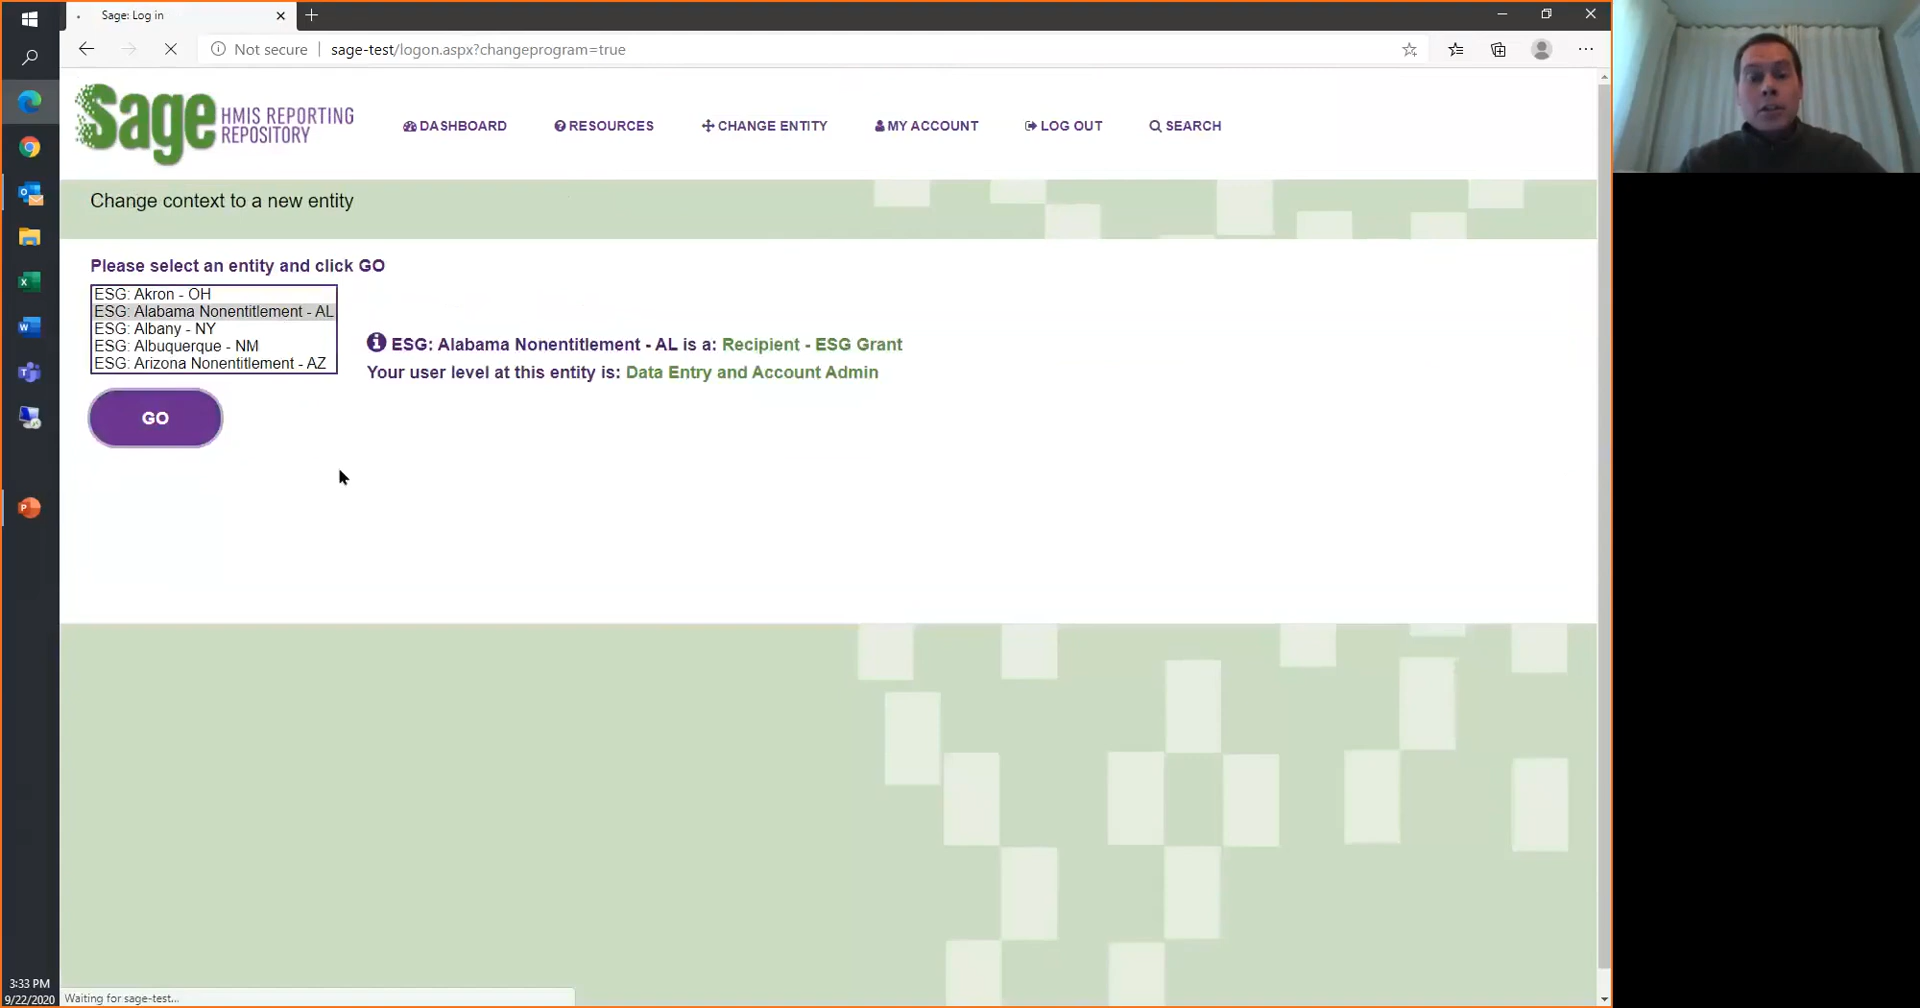 Sage: Log in
Not secure | sage-test/logon.aspx?changeprogram=true
Sage HMIS REPORTING REPOSITORY
DASHBOARD RESOURCES CHANGE ENTITY MY ACCOUNT LOG OUT SEARCH
Change context to a new entity
Please select an entity and click GO
ESG: Akron - OH
ESG: Alabama Nonentitlement - AL
ESG: Albany - NY
ESG: Albuquerque - NM
ESG: Arizona Nonentitlement - AZ
ESG: Alabama Nonentitlement - AL is a: Recipient - ESG Grant
Your user level at this entity is: Data Entry and Account Admin
GO
3:33 PM
9/22/2020
Waiting for sage-test...